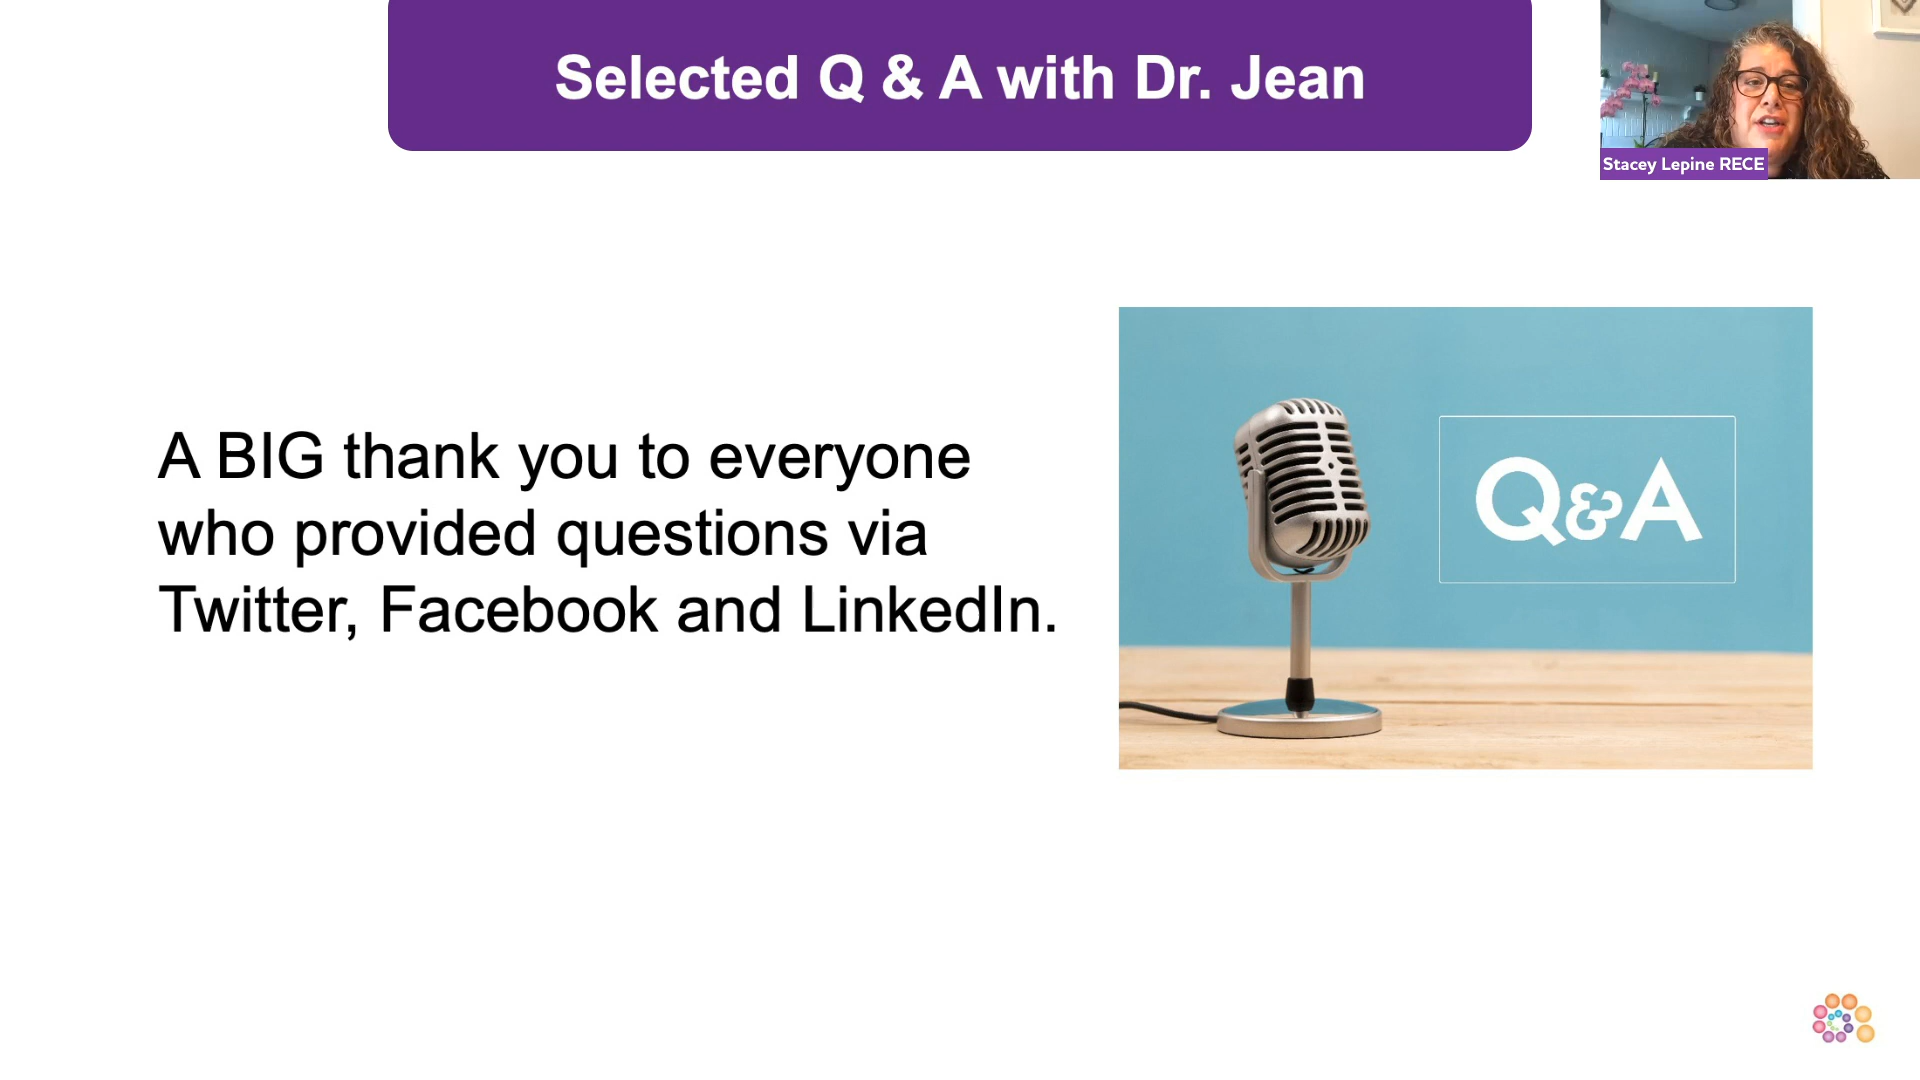 Selected Q & A with Dr. Jean
Stacey Lepine RECE
A BIG thank you to everyone
who provided questions via
Twitter, Facebook and LinkedIn.
Q&A